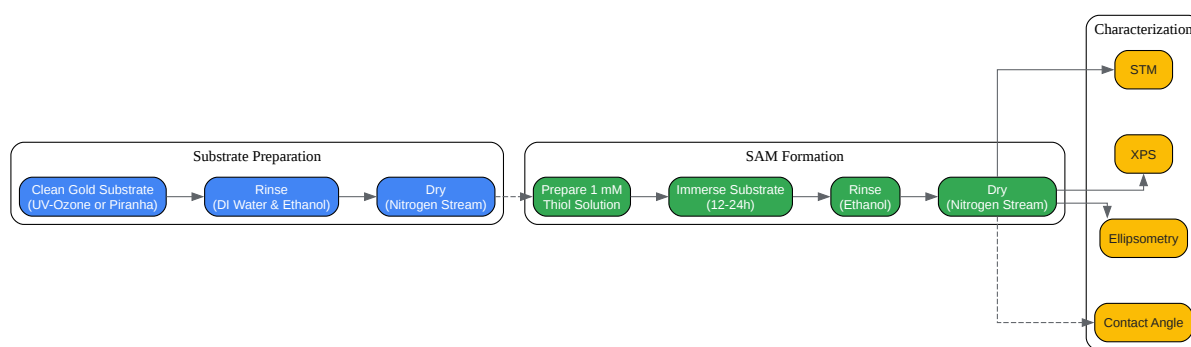 Substrate Preparation
Clean Gold Substrate
(UV-Ozone or Piranha)
Rinse
(DI Water & Ethanol)
Dry
(Nitrogen Stream)
SAM Formation
Prepare 1 mM
Thiol Solution
Immerse Substrate
(12-24h)
Rinse
(Ethanol)
Dry
(Nitrogen Stream)
Characterization
STM
XPS
Ellipsometry
Contact Angle